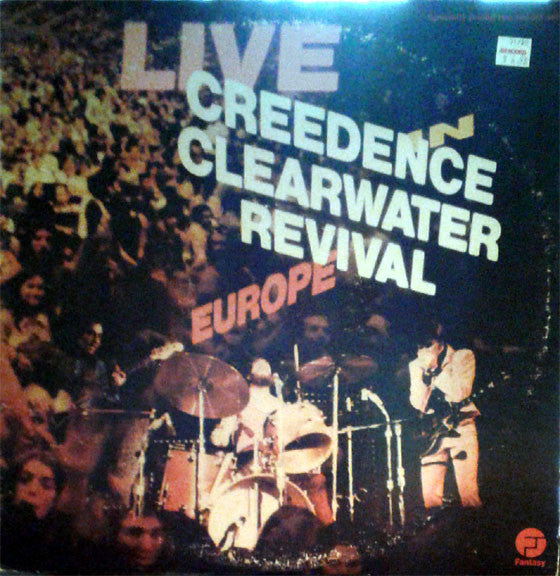 LIVE
IN
CREEDENCE
CLEARWATER
REVIVAL
EUROPE
Fantasy